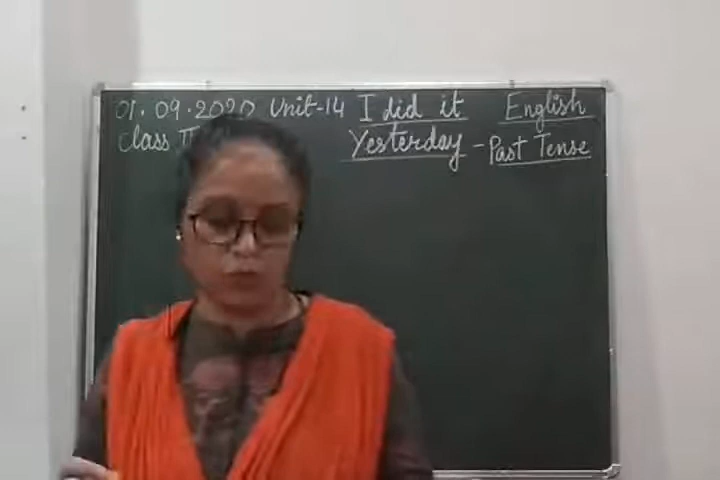 01.09.2020 Unit-14 I did it English
Class Yesterday - Past Tense